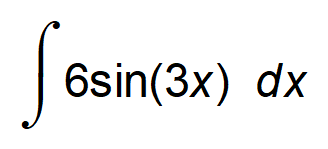 ∫ 6sin(3x) dx